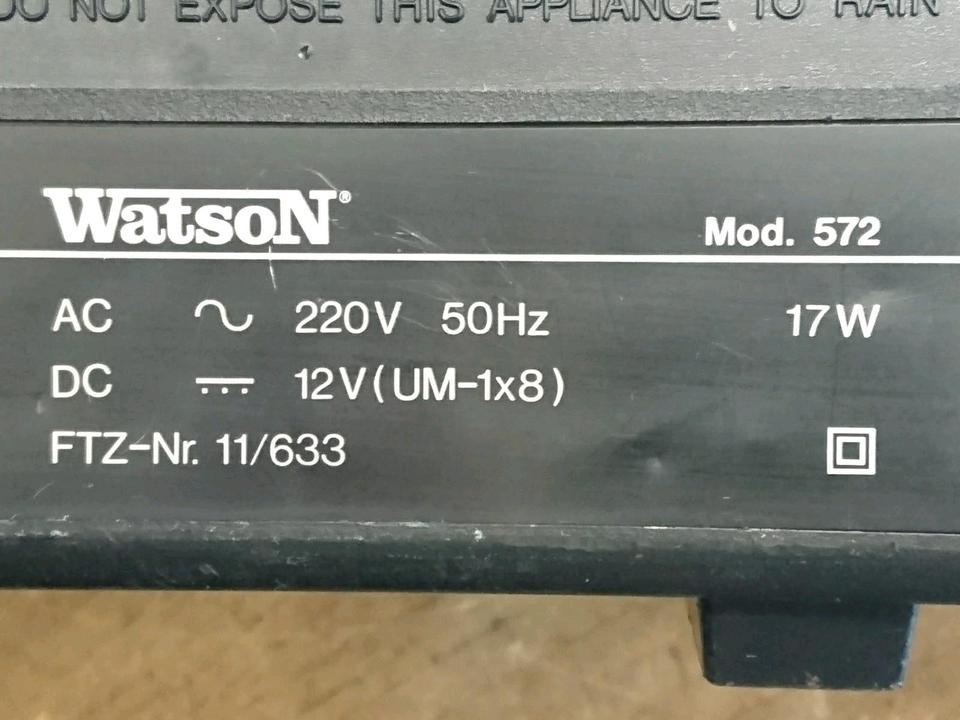 DO NOT EXPOSE THIS APPLIANCE TO RAIN
WatsoN®
Mod. 572
AC ∿ 220V 50Hz 17W
DC ⎓ 12V(UM-1x8)
FTZ-Nr. 11/633